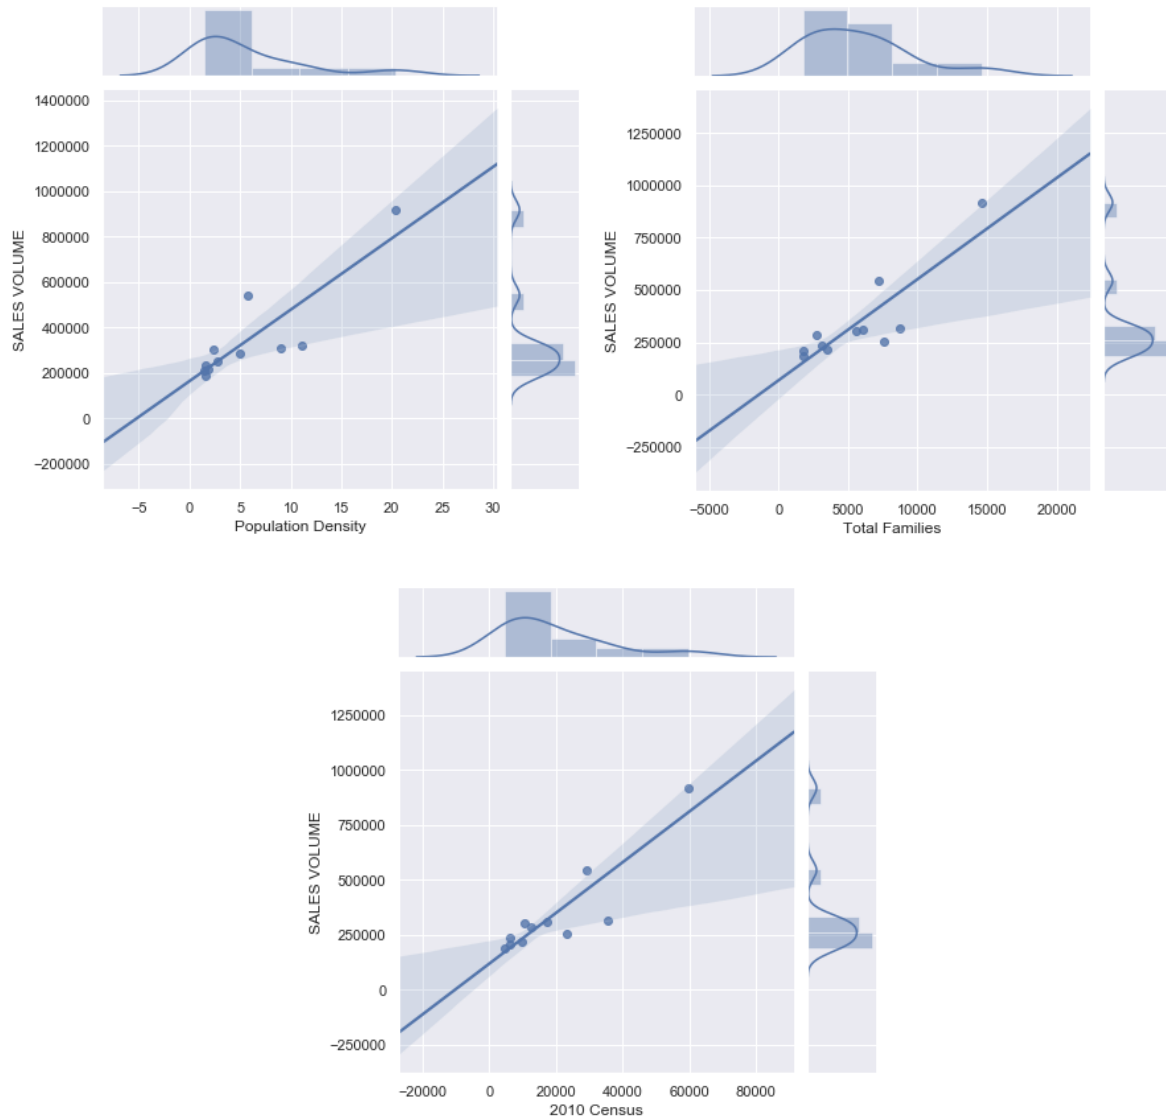 1400000
1200000
1000000
800000
600000
400000
200000
0
−200000
SALES VOLUME
−5 0 5 10 15 20 25 30
Population Density
1250000
1000000
750000
500000
250000
0
−250000
SALES VOLUME
−5000 0 5000 10000 15000 20000
Total Families
1250000
1000000
750000
500000
250000
0
−250000
SALES VOLUME
−20000 0 20000 40000 60000 80000
2010 Census